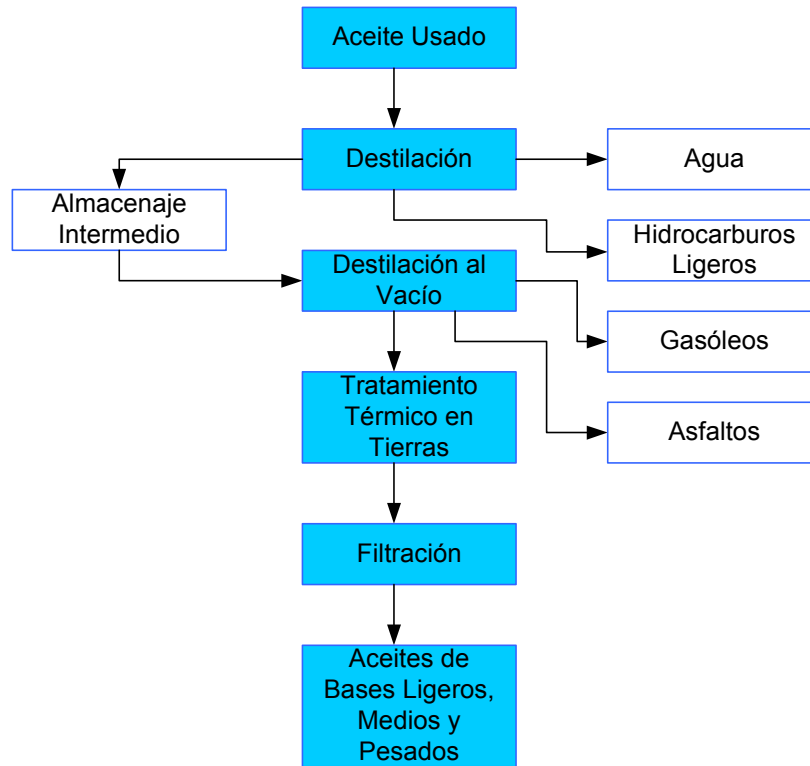 Aceite Usado
Destilación
Agua
Almacenaje
Intermedio
Hidrocarburos
Ligeros
Destilación al
Vacío
Gasóleos
Tratamiento
Térmico en
Tierras
Asfaltos
Filtración
Aceites de
Bases Ligeros,
Medios y
Pesados